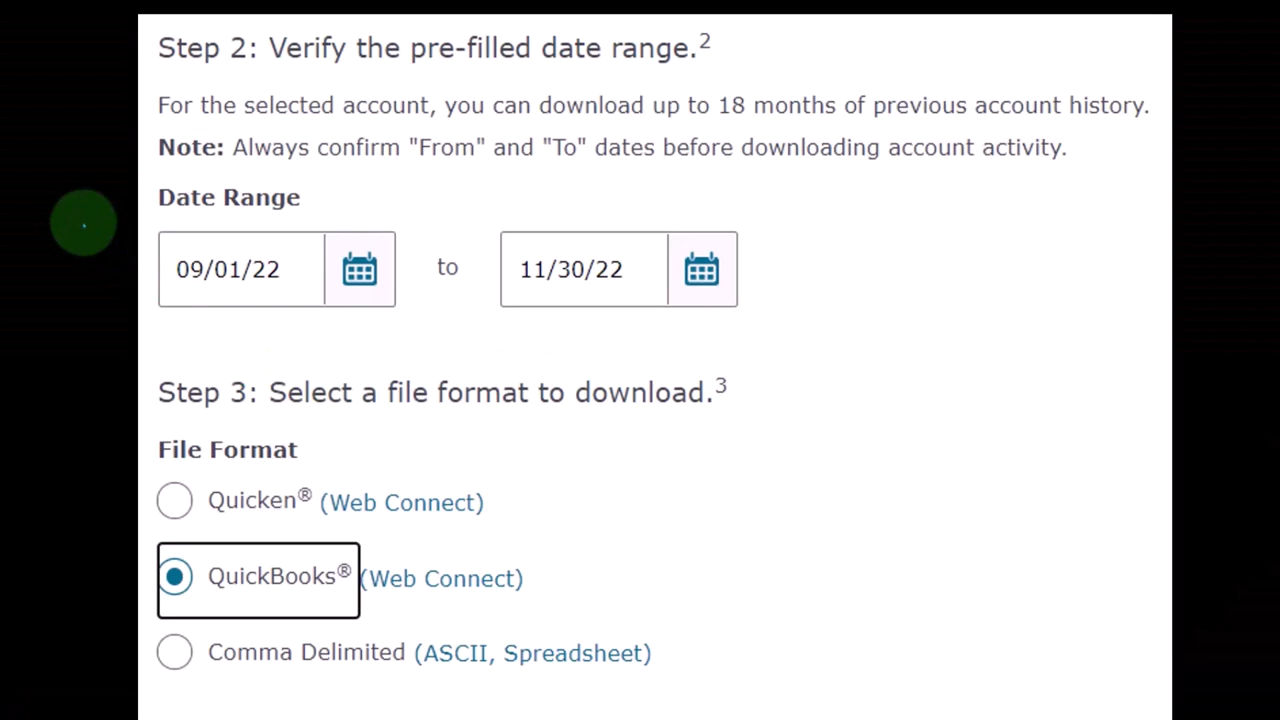 Step 2: Verify the pre-filled date range.2
For the selected account, you can download up to 18 months of previous account history.
Note: Always confirm "From" and "To" dates before downloading account activity.
Date Range
09/01/22 to 11/30/22
Step 3: Select a file format to download.3
File Format
Quicken® (Web Connect)
QuickBooks® (Web Connect)
Comma Delimited (ASCII, Spreadsheet)